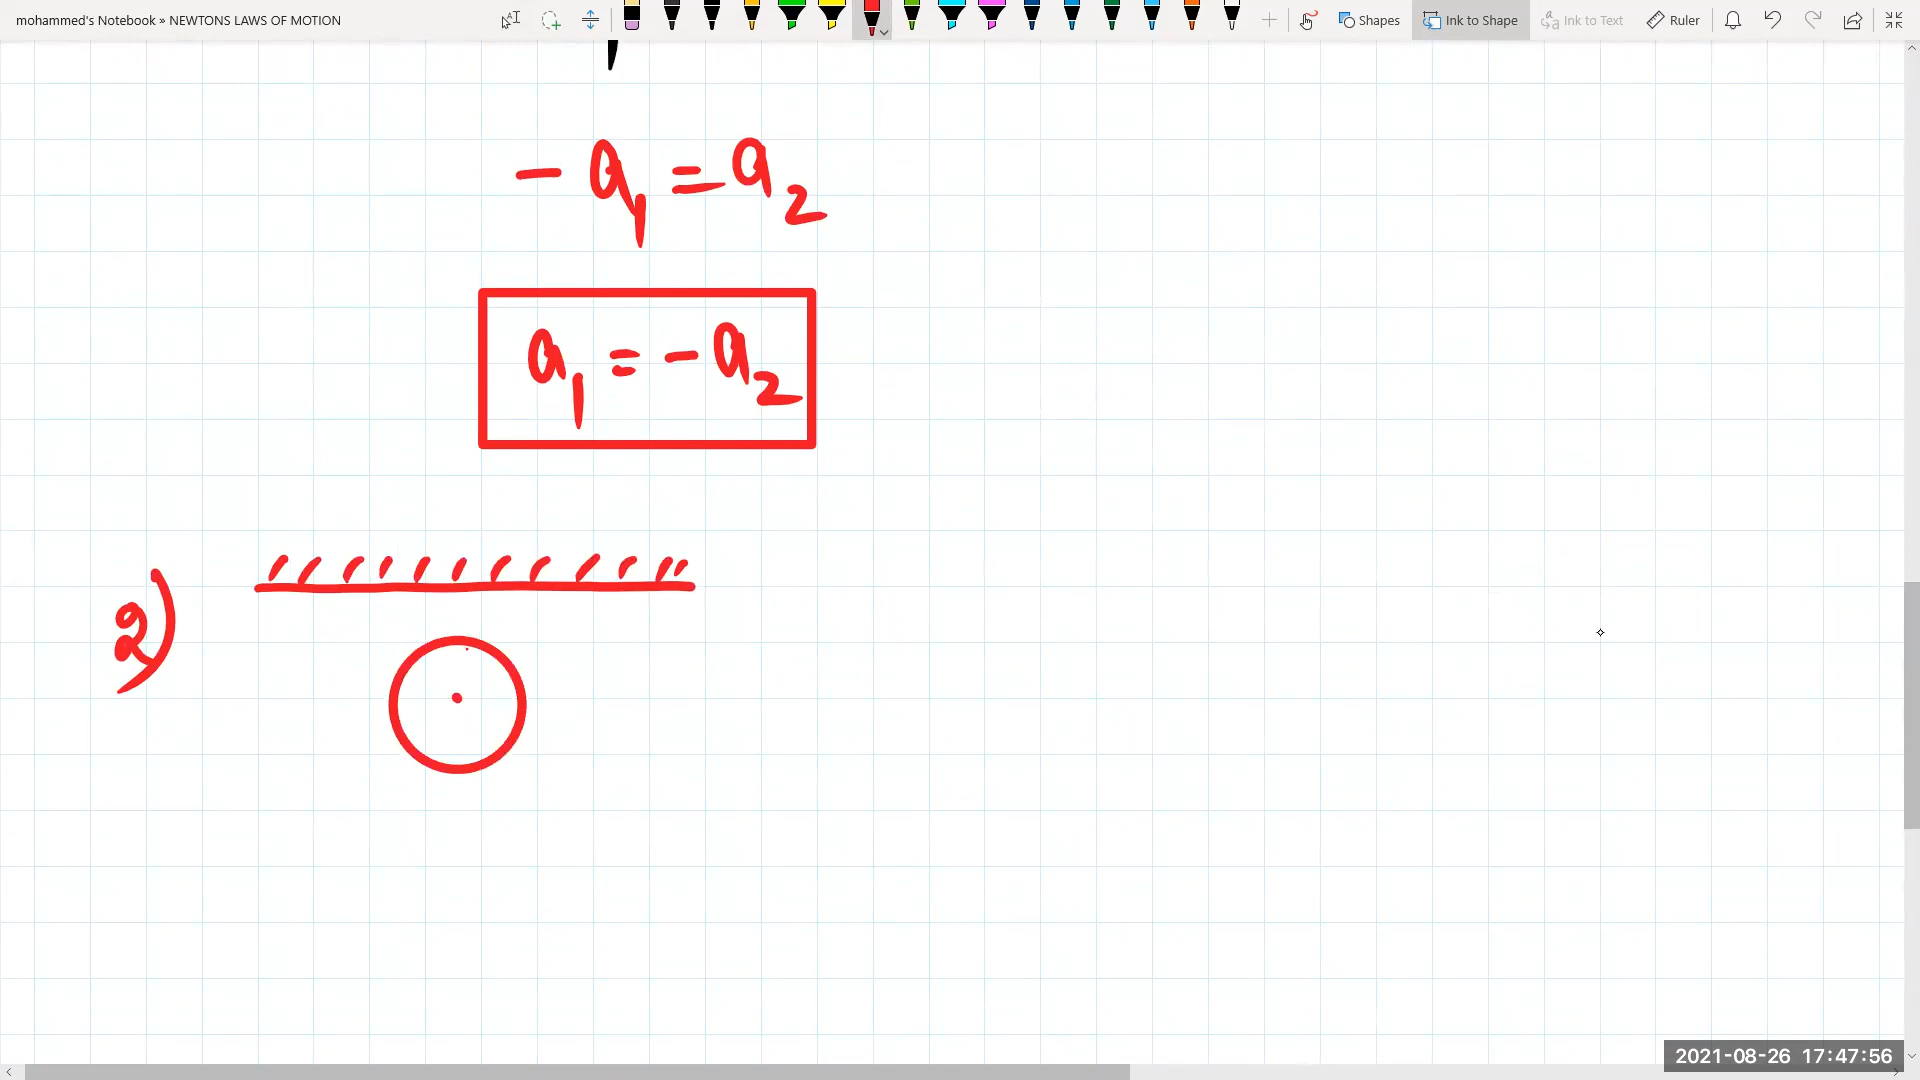 mohammed's Notebook » NEWTONS LAWS OF MOTION
Shapes
Ink to Shape
Ink to Text
Ruler
- a₁ = a₂
a₁ = - a₂
2)
2021-08-26 17:47:56